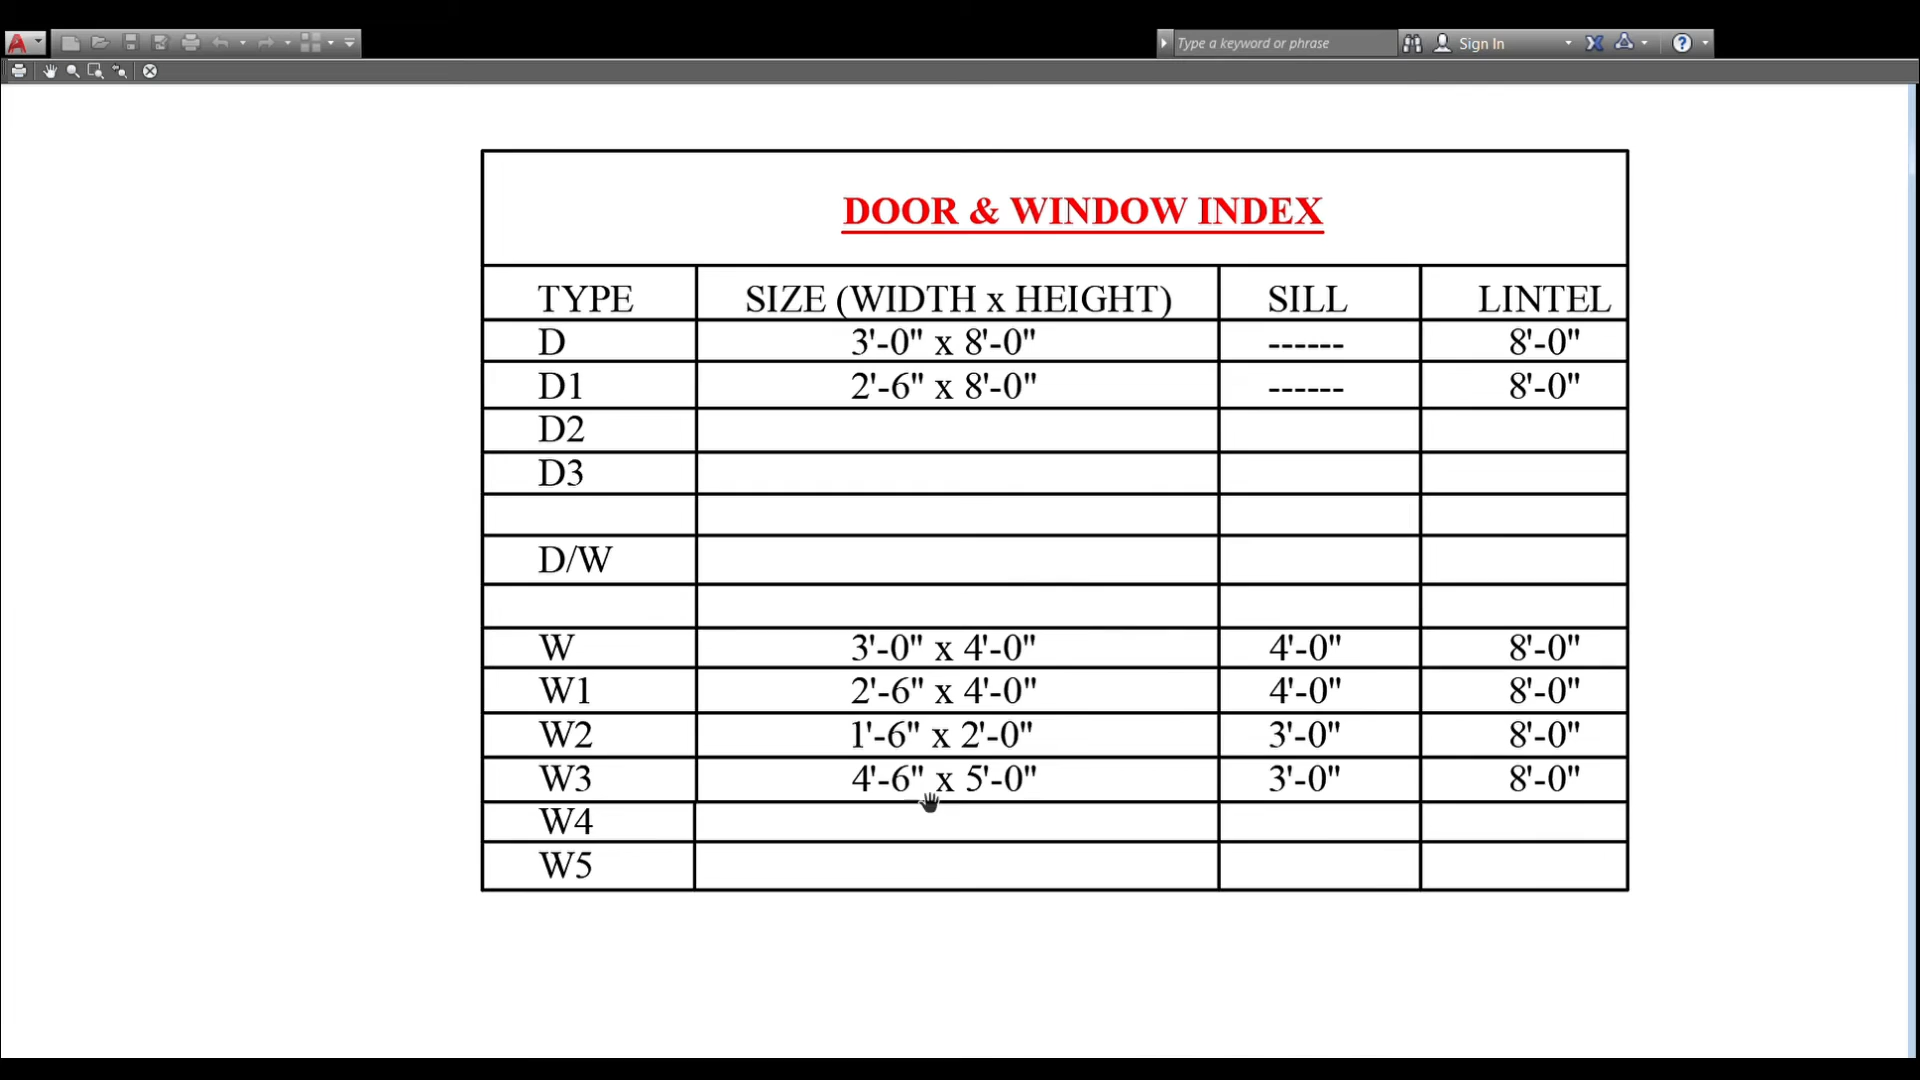 Type a keyword or phrase
Sign In
DOOR & WINDOW INDEX
TYPE SIZE (WIDTH x HEIGHT) SILL LINTEL
D 3'-0" x 8'-0" ------ 8'-0"
D1 2'-6" x 8'-0" ------ 8'-0"
D2
D3
D/W
W 3'-0" x 4'-0" 4'-0" 8'-0"
W1 2'-6" x 4'-0" 4'-0" 8'-0"
W2 1'-6" x 2'-0" 3'-0" 8'-0"
W3 4'-6" x 5'-0" 3'-0" 8'-0"
W4
W5